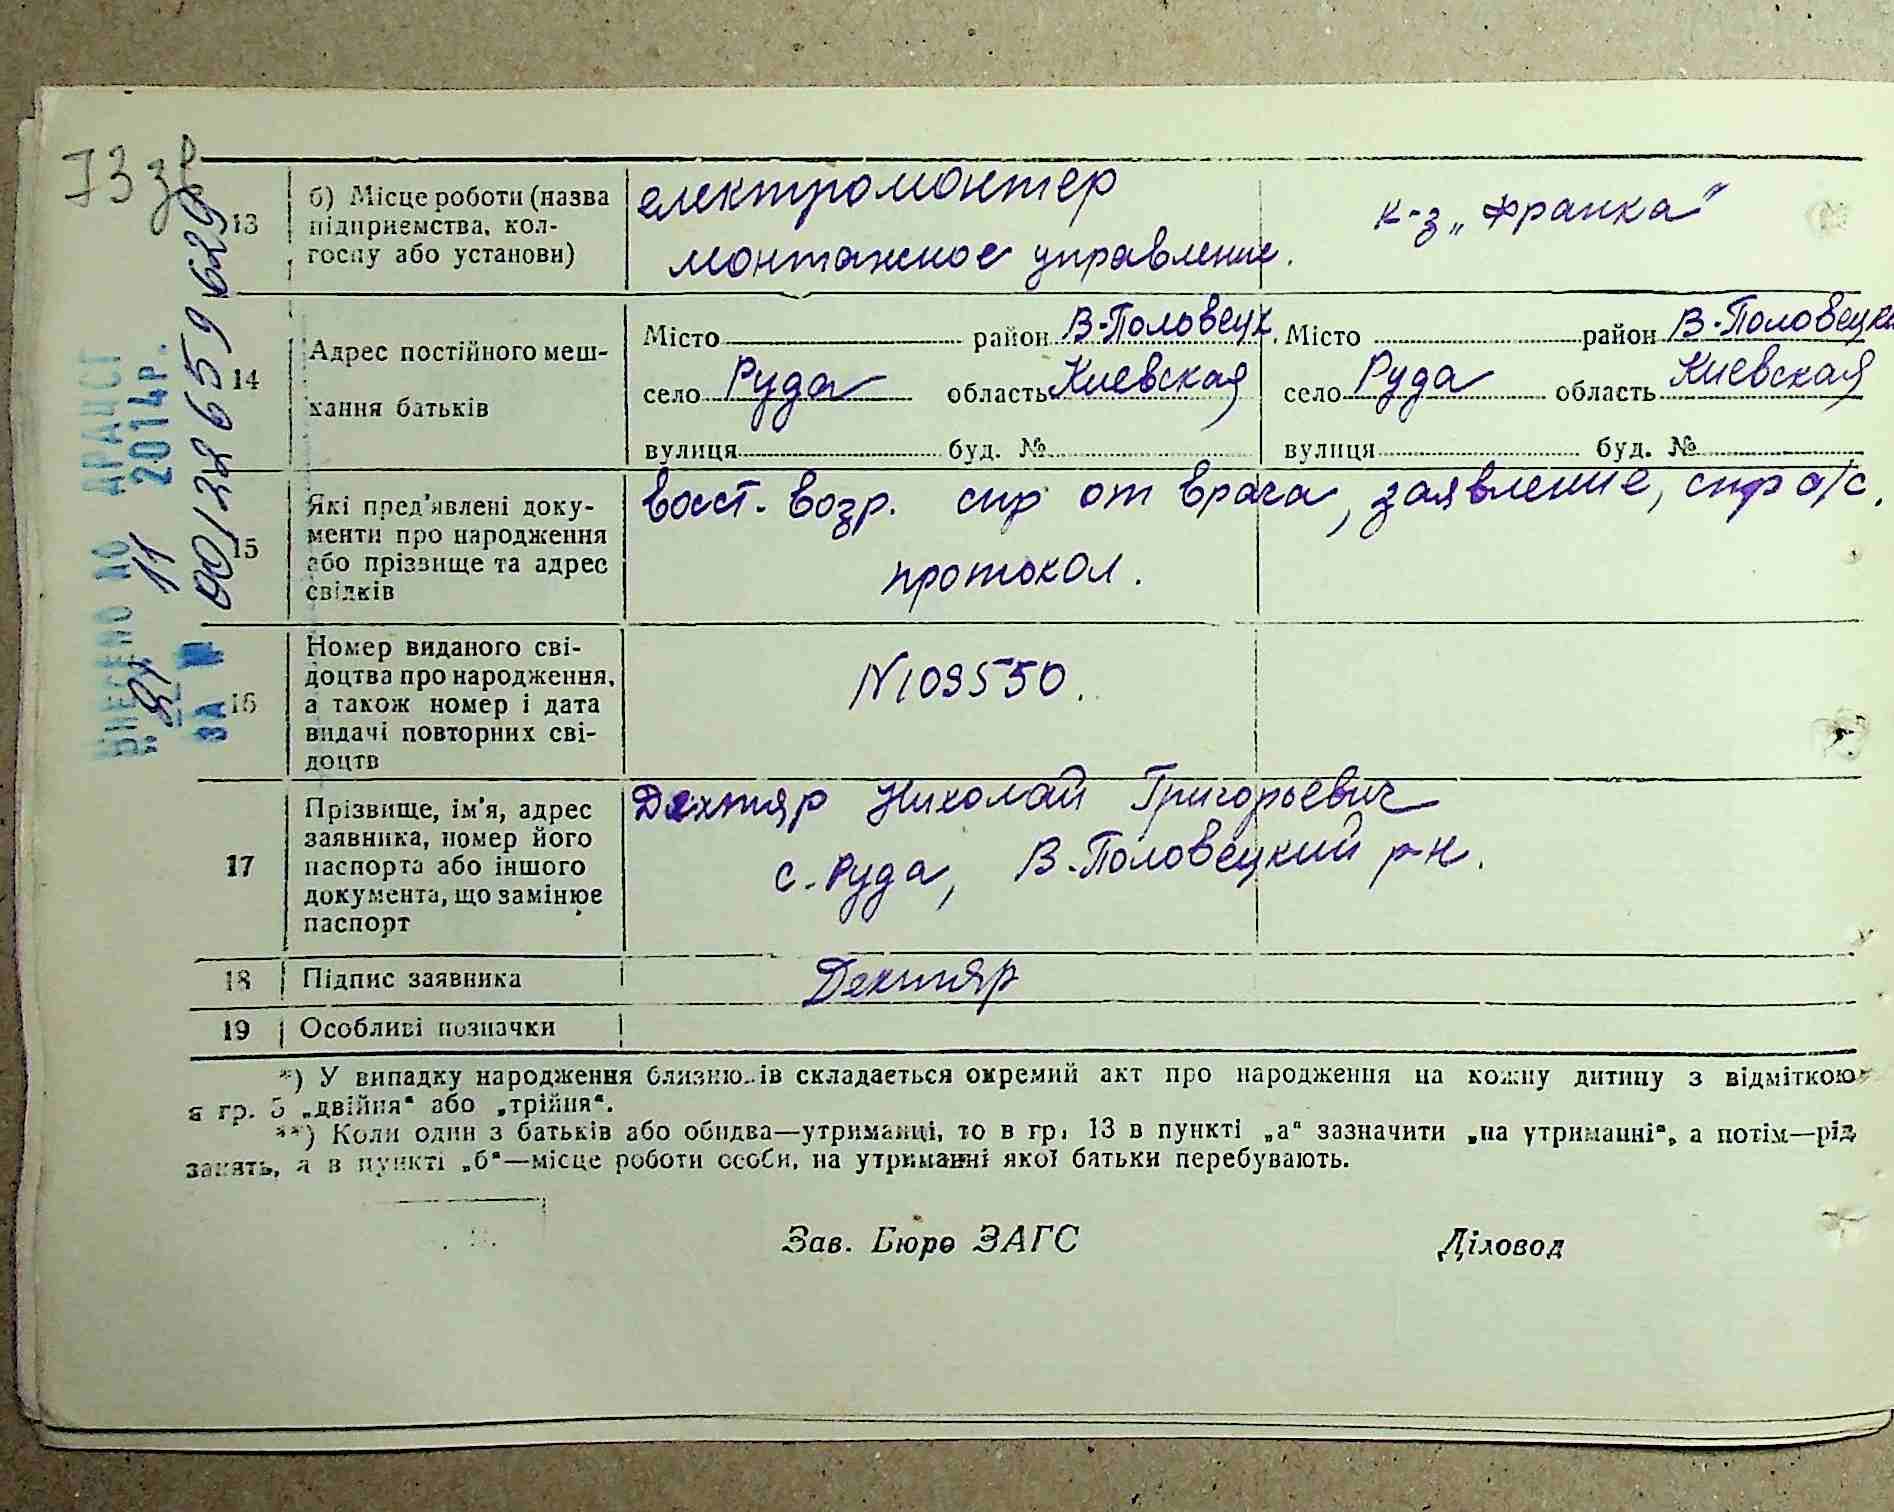 73 зв
13 б) Місце роботи (назва підприємства, колгоспу або установи)
електромонтер
монтажное управление.
к-з „Франка"
14 Адрес постійного мешкання батьків
Місто район В-Половецк. Місто район В-Половецки
село Руда область Киевская село Руда область Киевская
вулиця буд. № вулиця буд. №
15 Які пред'явлені документи про народження або прізвище та адрес свідків
восст. возр. спр от врача, заявление, спр о/с,
протокол.
16 Номер виданого свідоцтва про народження, а також номер і дата видачі повторних свідоцтв
N109550.
17 Прізвище, ім'я, адрес заявника, номер його паспорта або іншого документа, що замінює паспорт
Дехтяр Николай Григорьевич
с. Руда, В-Половецкий р-н.
18 Підпис заявника Дехтяр
19 Особливі позначки
*) У випадку народження близнюків складається окремий акт про народження на кожну дитину з відміткою
в гр. 5 „двійня" або „трійня".
**) Коли один з батьків або обидва—утриманці, то в гр. 13 в пункті „а" зазначити „на утриманні", а потім—рід
занять, а в пункті „б"—місце роботи особи, на утриманні якої батьки перебувають.
Зав. Бюро ЗАГС Діловод
ВНЕСЕНО ДО ДРАЦСГ
11 2014р.
ЗА № 00122659629